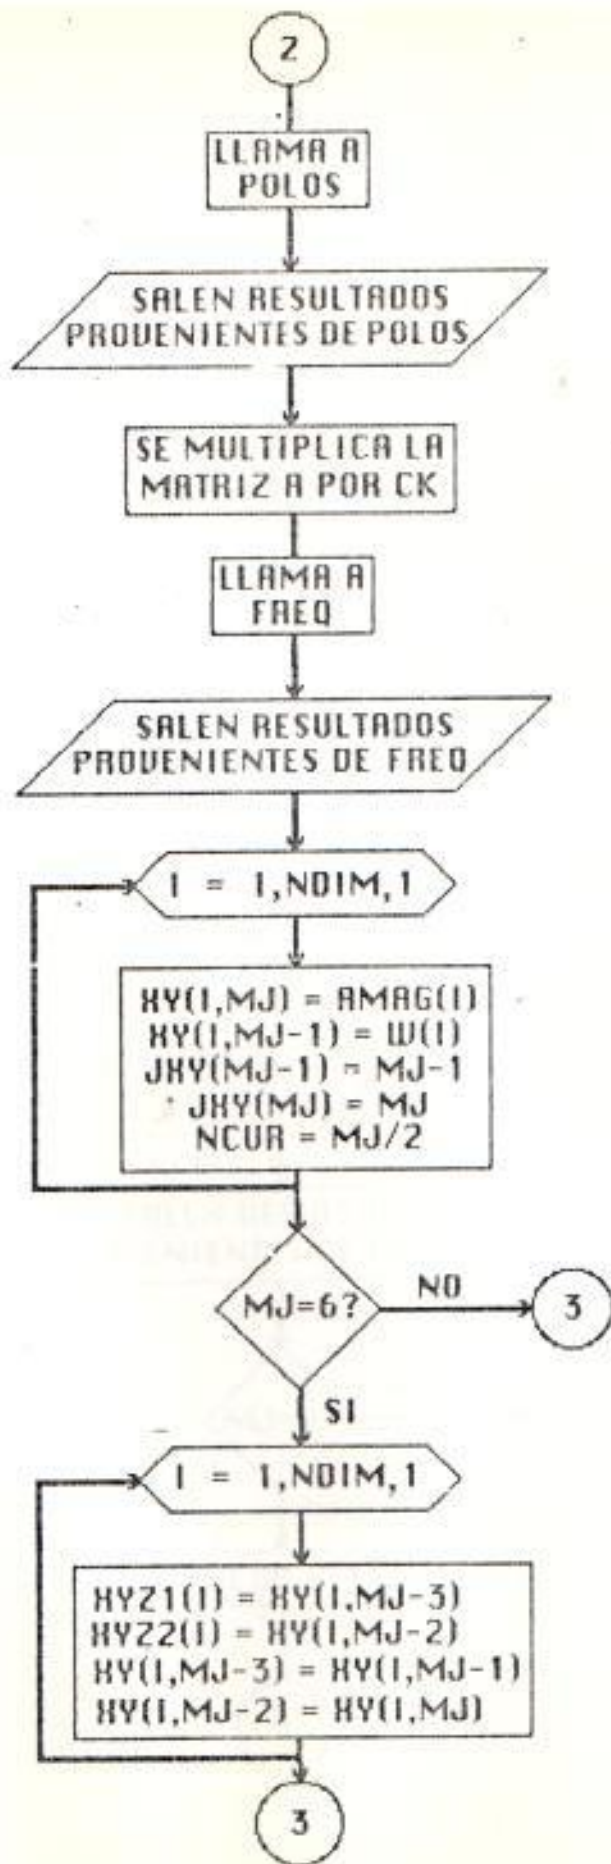 2
LLAMA A
POLOS
SALEN RESULTADOS
PROVENIENTES DE POLOS
SE MULTIPLICA LA
MATRIZ A POR CK
LLAMA A
FREQ
SALEN RESULTADOS
PROVENIENTES DE FREQ
I = 1,NDIM,1
XY(I,MJ) = AMAG(I)
XY(I,MJ-1) = W(I)
JXY(MJ-1) = MJ-1
JXY(MJ) = MJ
NCUR = MJ/2
MJ=6?
NO
3
SI
I = 1,NDIM,1
XYZ1(I) = XY(I,MJ-3)
XYZ2(I) = XY(I,MJ-2)
XY(I,MJ-3) = XY(I,MJ-1)
XY(I,MJ-2) = XY(I,MJ)
3